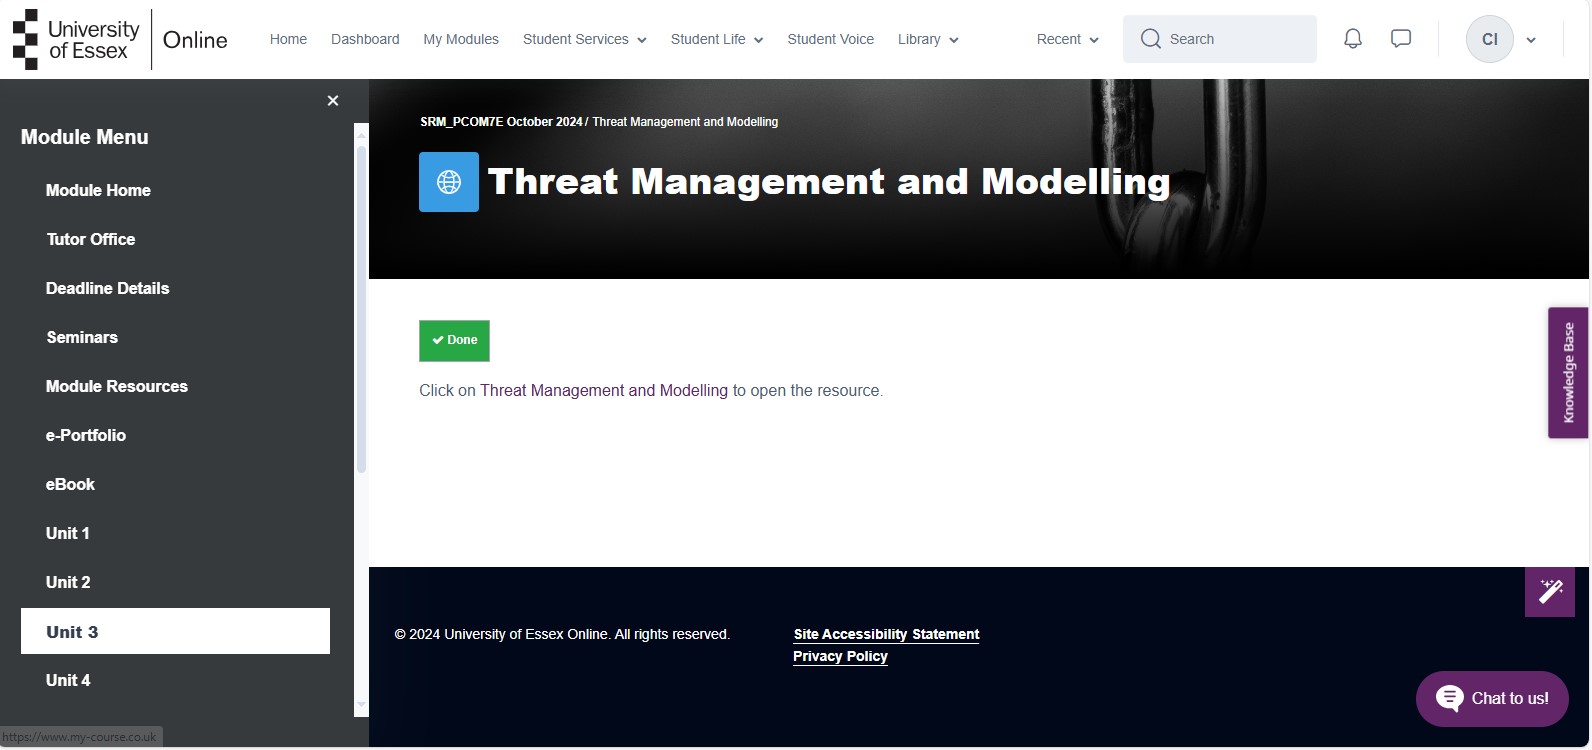 University
of Essex
Online
Home
Dashboard
My Modules
Student Services
Student Life
Student Voice
Library
Recent
Search
CI
Module Menu
Module Home
Tutor Office
Deadline Details
Seminars
Module Resources
e-Portfolio
eBook
Unit 1
Unit 2
Unit 3
Unit 4
https://www.my-course.co.uk
SRM_PCOM7E October 2024 / Threat Management and Modelling
Threat Management and Modelling
Done
Click on Threat Management and Modelling to open the resource.
Knowledge Base
© 2024 University of Essex Online. All rights reserved.
Site Accessibility Statement
Privacy Policy
Chat to us!